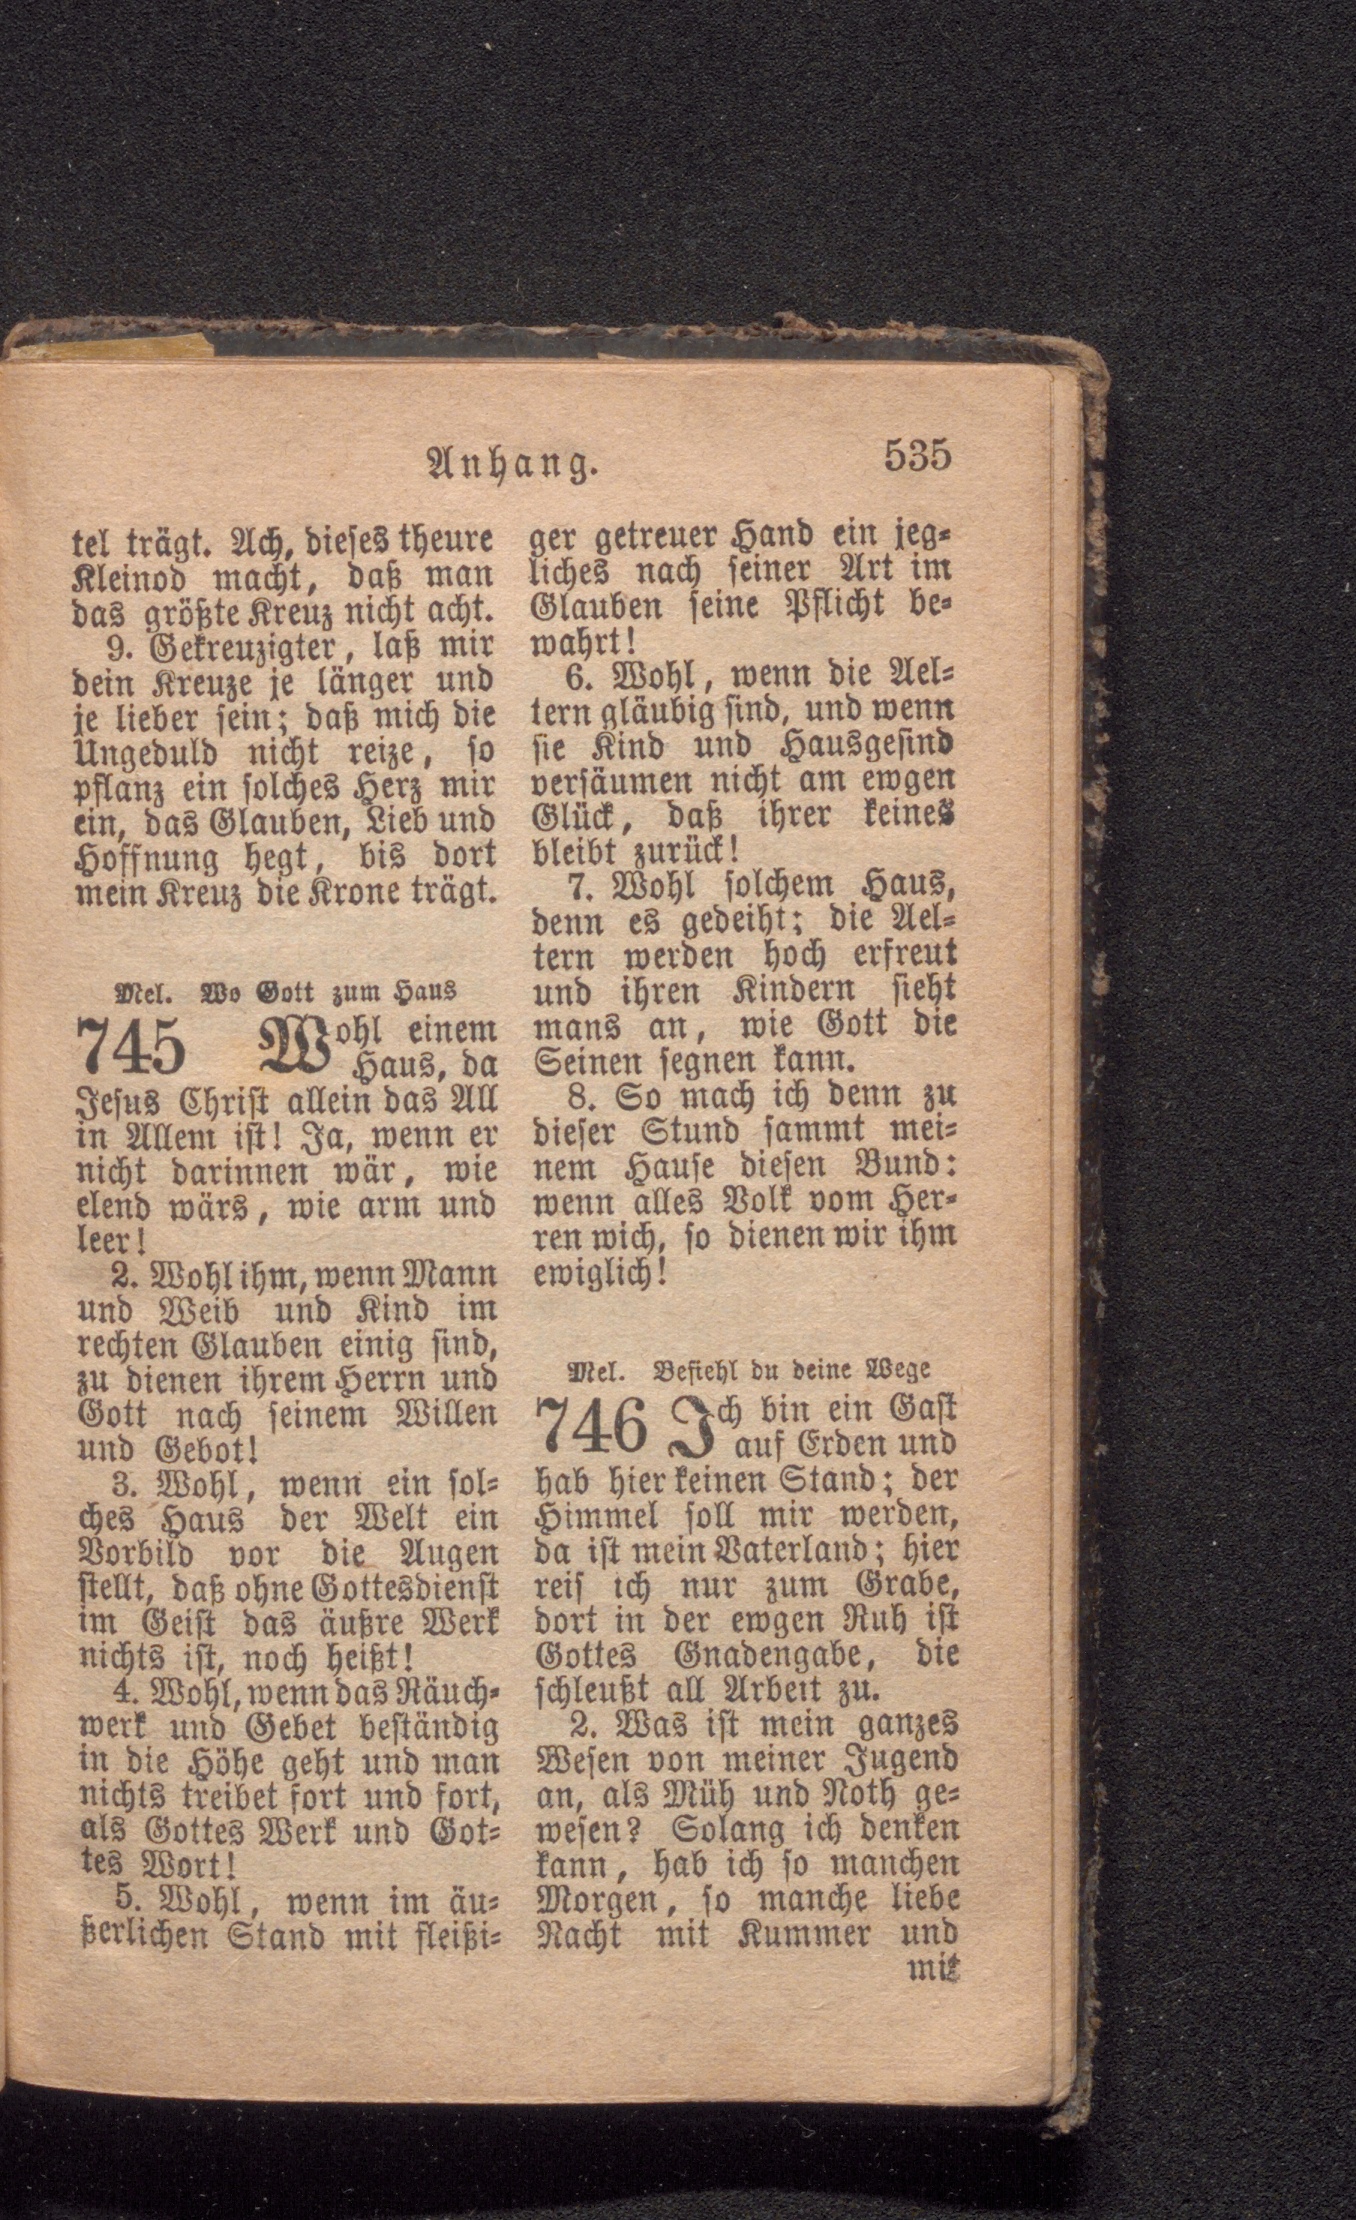 Anhang. 535
tel trägt. Ach, dieses theure
Kleinod macht, daß man
das größte Kreuz nicht acht.
9. Gekreuzigter, laß mir
dein Kreuze je länger und
je lieber sein; daß mich die
Ungeduld nicht reize, so
pflanz ein solches Herz mir
ein, das Glauben, Lieb und
Hoffnung hegt, bis dort
mein Kreuz die Krone trägt.
Mel. Wo Gott zum Haus
745 Wohl einem
Haus, da
Jesus Christ allein das All
in Allem ist! Ja, wenn er
nicht darinnen wär, wie
elend wärs, wie arm und
leer!
2. Wohl ihm, wenn Mann
und Weib und Kind im
rechten Glauben einig sind,
zu dienen ihrem Herrn und
Gott nach seinem Willen
und Gebot!
3. Wohl, wenn ein sol-
ches Haus der Welt ein
Vorbild vor die Augen
stellt, daß ohne Gottesdienst
im Geist das äußre Werk
nichts ist, noch heißt!
4. Wohl, wenn das Räuch-
werk und Gebet beständig
in die Höhe geht und man
nichts treibet fort und fort,
als Gottes Werk und Got-
tes Wort!
5. Wohl, wenn im äu-
ßerlichen Stand mit fleißi-
ger getreuer Hand ein jeg-
liches nach seiner Art im
Glauben seine Pflicht be-
wahrt!
6. Wohl, wenn die Ael-
tern gläubig sind, und wenn
sie Kind und Hausgesind
versäumen nicht am ewgen
Glück, daß ihrer keines
bleibt zurück!
7. Wohl solchem Haus,
denn es gedeiht; die Ael-
tern werden hoch erfreut
und ihren Kindern sieht
mans an, wie Gott die
Seinen segnen kann.
8. So mach ich denn zu
dieser Stund sammt mei-
nem Hause diesen Bund:
wenn alles Volk vom Her-
ren wich, so dienen wir ihm
ewiglich!
Mel. Befiehl du deine Wege
746 Ich bin ein Gast
auf Erden und
hab hier keinen Stand; der
Himmel soll mir werden,
da ist mein Vaterland; hier
reis ich nur zum Grabe,
dort in der ewgen Ruh ist
Gottes Gnadengabe, die
schleußt all Arbeit zu.
2. Was ist mein ganzes
Wesen von meiner Jugend
an, als Müh und Noth ge-
wesen? Solang ich denken
kann, hab ich so manchen
Morgen, so manche liebe
Nacht mit Kummer und
mit